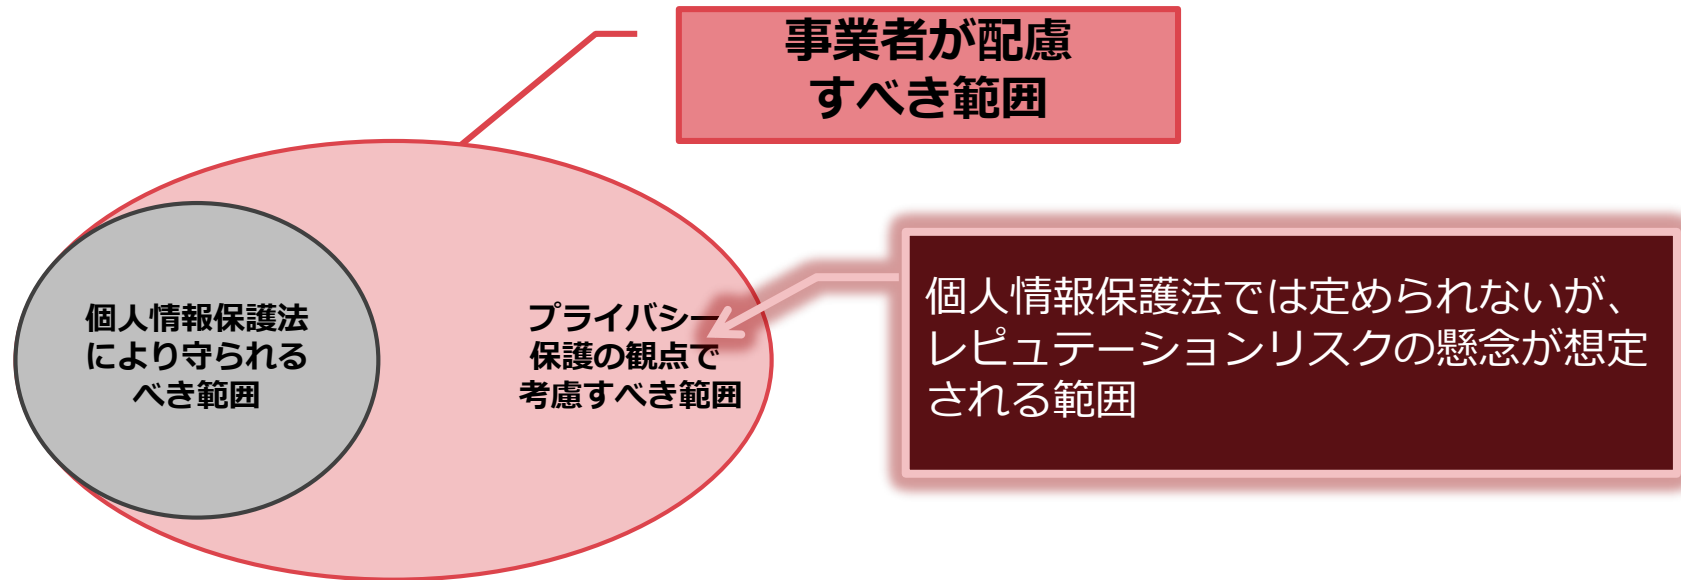 事業者が配慮
すべき範囲
個人情報保護法
により守られる
べき範囲
プライバシー
保護の観点で
考慮すべき範囲
個人情報保護法では定められないが、
レピュテーションリスクの懸念が想定
される範囲